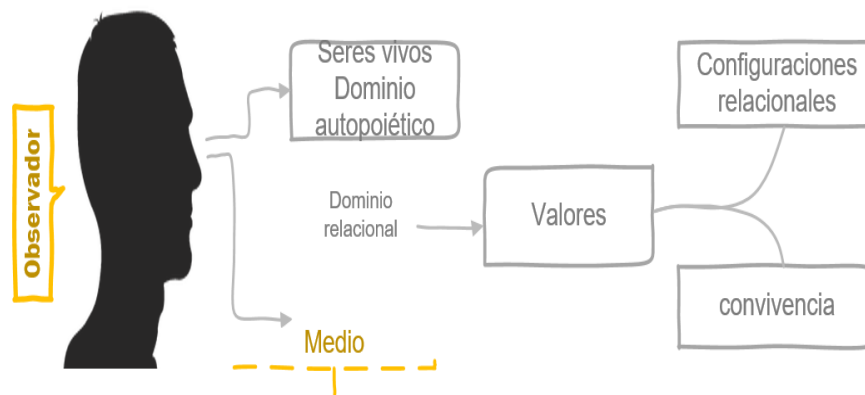 Observador
Seres vivos
Dominio
autopoiético
Dominio
relacional
Medio
Valores
Configuraciones
relacionales
convivencia